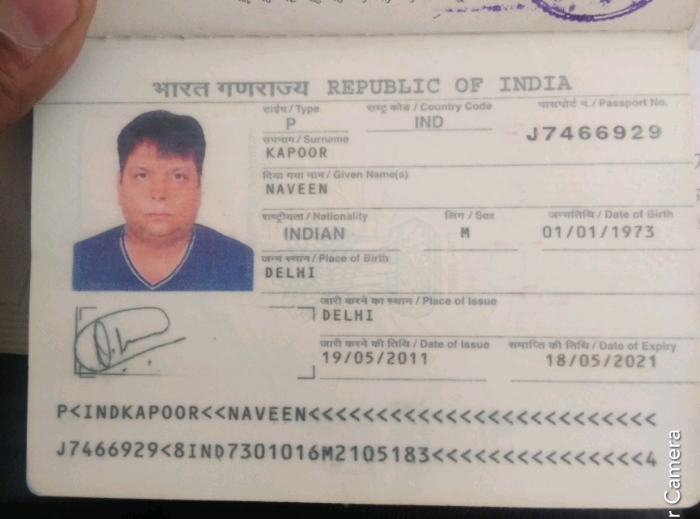 भारत गणराज्य REPUBLIC OF INDIA
टाईप / Type राष्ट्र कोड / Country Code पासपोर्ट नं. / Passport No.
P IND J7466929
उपनाम / Surname
KAPOOR
दिया गया नाम / Given Name(s)
NAVEEN
राष्ट्रीयता / Nationality लिंग / Sex जन्मतिथि / Date of Birth
INDIAN M 01/01/1973
जन्म स्थान / Place of Birth
DELHI
जारी करने का स्थान / Place of Issue
DELHI
जारी करने की तिथि / Date of Issue समाप्ति की तिथि / Date of Expiry
19/05/2011 18/05/2021
P<INDKAPOOR<<NAVEEN<<<<<<<<<<<<<<<<<<<<<<<<<
J7466929<8IND7301016M2105183<<<<<<<<<<<<<<<4
r Camera